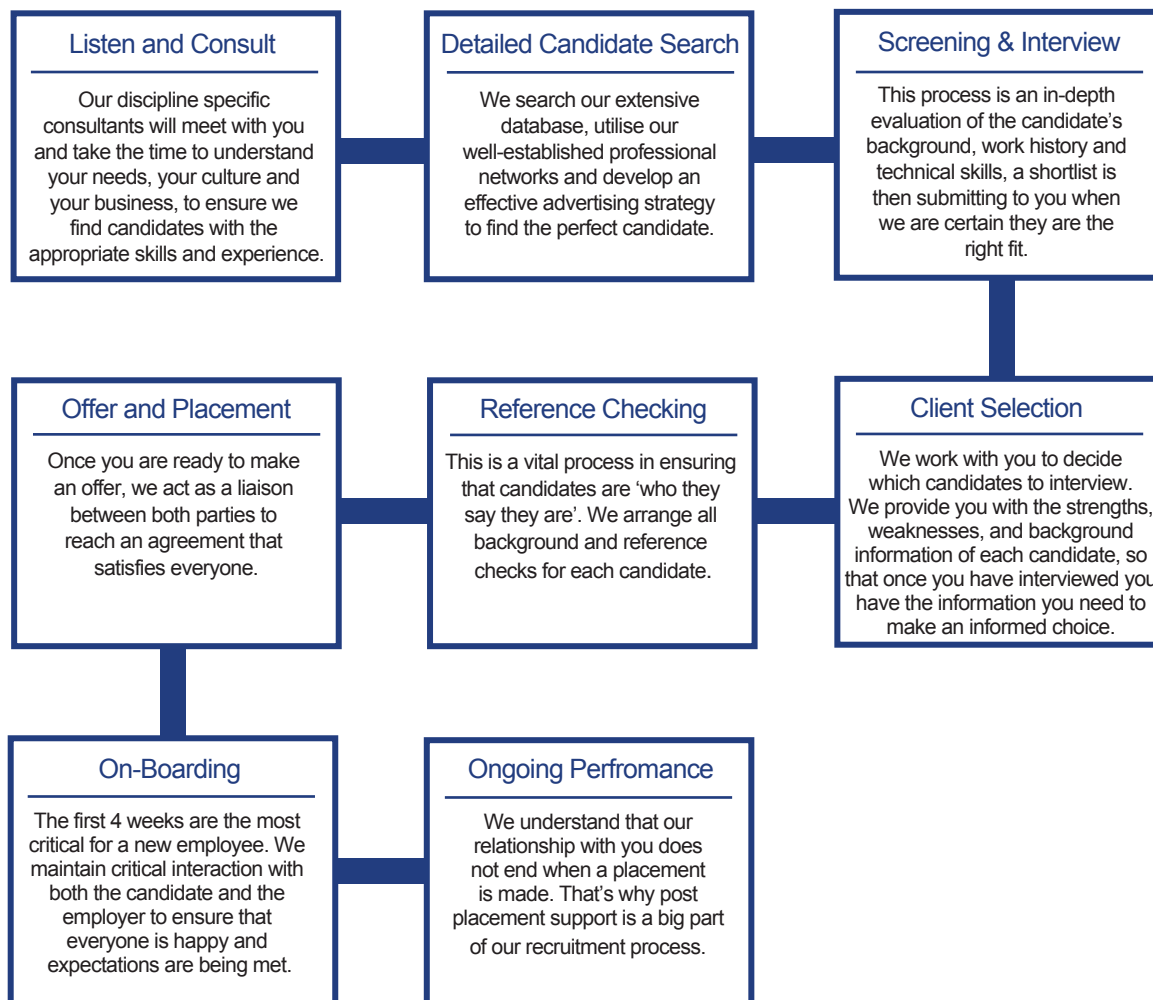 Listen and Consult
Our discipline specific
consultants will meet with you
and take the time to understand
your needs, your culture and
your business, to ensure we
find candidates with the
appropriate skills and experience.
Detailed Candidate Search
We search our extensive
database, utilise our
well-established professional
networks and develop an
effective advertising strategy
to find the perfect candidate.
Screening & Interview
This process is an in-depth
evaluation of the candidate’s
background, work history and
technical skills, a shortlist is
then submitting to you when
we are certain they are the
right fit.
Client Selection
We work with you to decide
which candidates to interview.
We provide you with the strengths,
weaknesses, and background
information of each candidate, so
that once you have interviewed you
have the information you need to
make an informed choice.
Reference Checking
This is a vital process in ensuring
that candidates are ‘who they
say they are’. We arrange all
background and reference
checks for each candidate.
Offer and Placement
Once you are ready to make
an offer, we act as a liaison
between both parties to
reach an agreement that
satisfies everyone.
On-Boarding
The first 4 weeks are the most
critical for a new employee. We
maintain critical interaction with
both the candidate and the
employer to ensure that
everyone is happy and
expectations are being met.
Ongoing Perfromance
We understand that our
relationship with you does
not end when a placement
is made. That’s why post
placement support is a big part
of our recruitment process.